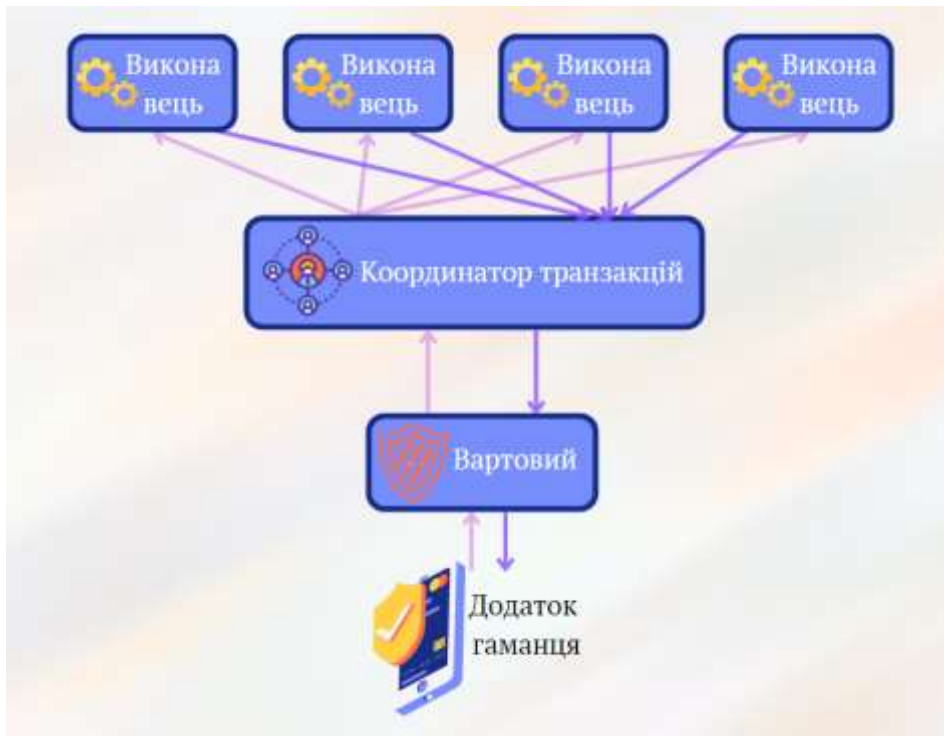 Викона
вець
Викона
вець
Викона
вець
Викона
вець
Координатор транзакцій
Вартовий
Додаток
гаманця